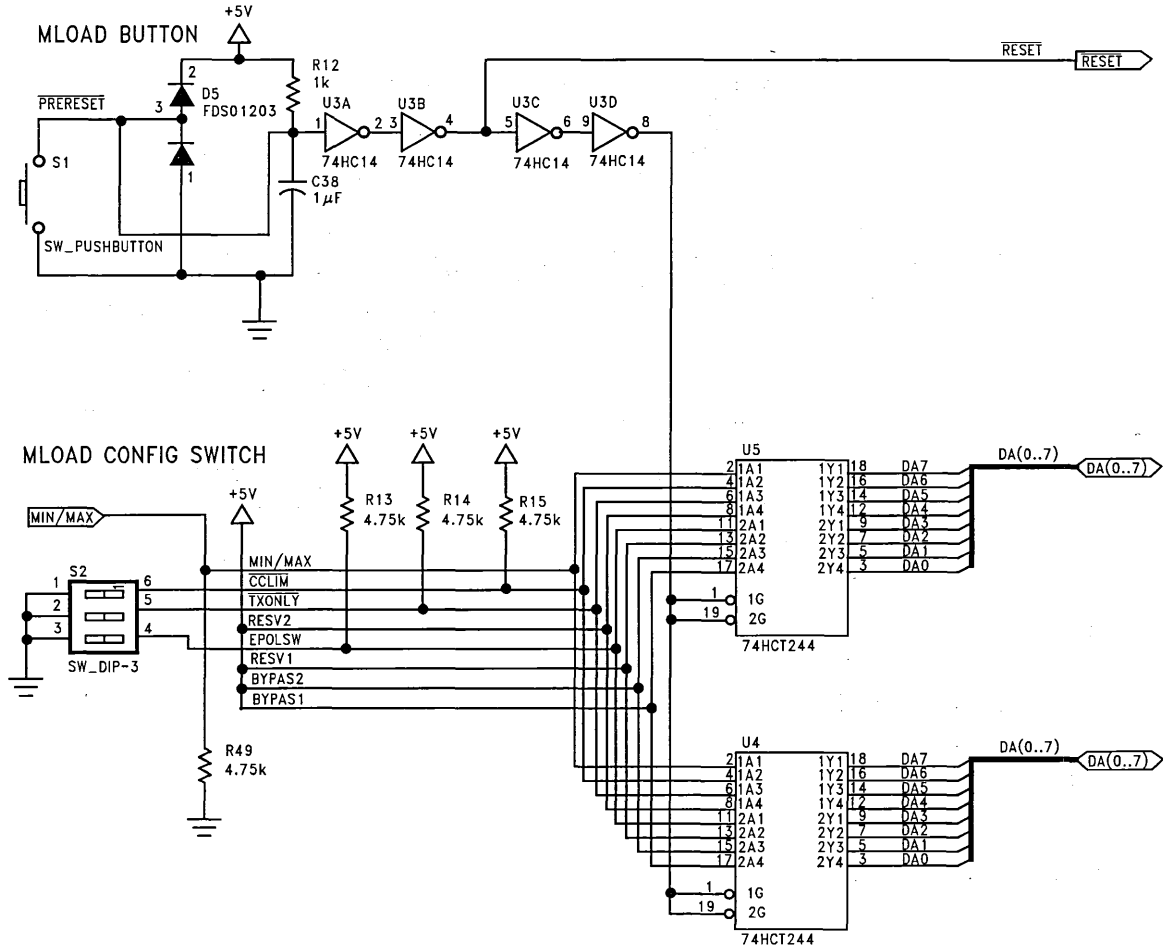 MLOAD BUTTON
+5V
RESET
RESET
R12
1k
2
D5
FDS01203
3
PRERESET
U3A
U3B
U3C
U3D
1
2
3
4
5
6
9
8
74HC14
74HC14
74HC14
74HC14
S1
1
C38
1μF
SW_PUSHBUTTON
MLOAD CONFIG SWITCH
+5V
+5V
+5V
+5V
R13
4.75k
R14
4.75k
R15
4.75k
MIN/MAX
MIN/MAX
S2
1
6
CCLIM
1
2
5
TXONLY
RESV2
3
4
EPOLSW
SW_DIP-3
RESV1
BYPAS2
BYPAS1
R49
4.75k
U5
2 1A1 1Y1 18 DA7
4 1A2 1Y2 16 DA6
6 1A3 1Y3 14 DA5
8 1A4 1Y4 12 DA4
11 2A1 2Y1 9 DA3
13 2A2 2Y2 7 DA2
15 2A3 2Y3 5 DA1
17 2A4 2Y4 3 DA0
1 1G
19 2G
74HCT244
DA(0..7)
DA(0..7)
U4
2 1A1 1Y1 18 DA7
4 1A2 1Y2 16 DA6
6 1A3 1Y3 14 DA5
8 1A4 1Y4 12 DA4
11 2A1 2Y1 9 DA3
13 2A2 2Y2 7 DA2
15 2A3 2Y3 5 DA1
17 2A4 2Y4 3 DA0
1 1G
19 2G
74HCT244
DA(0..7)
DA(0..7)